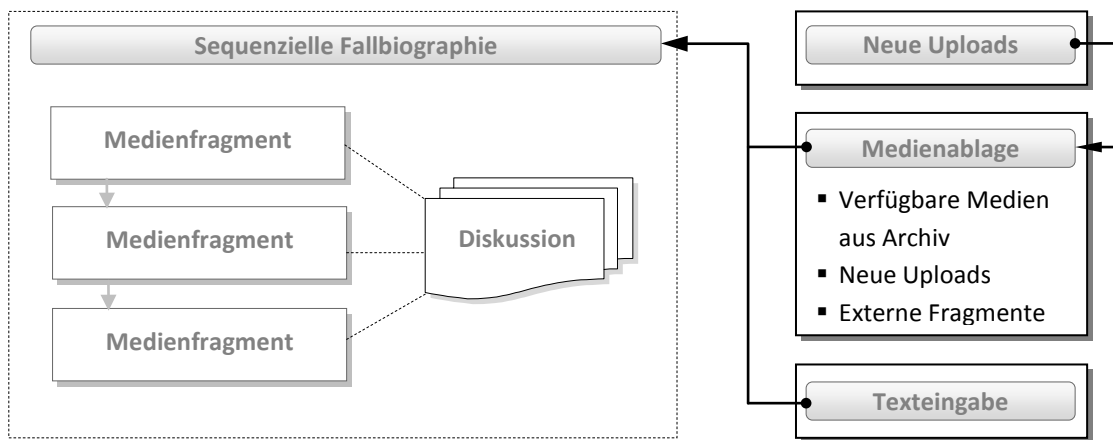 Sequenzielle Fallbiographie
Medienfragment
Medienfragment
Medienfragment
Diskussion
Neue Uploads
Medienablage
▪ Verfügbare Medien
aus Archiv
▪ Neue Uploads
▪ Externe Fragmente
Texteingabe